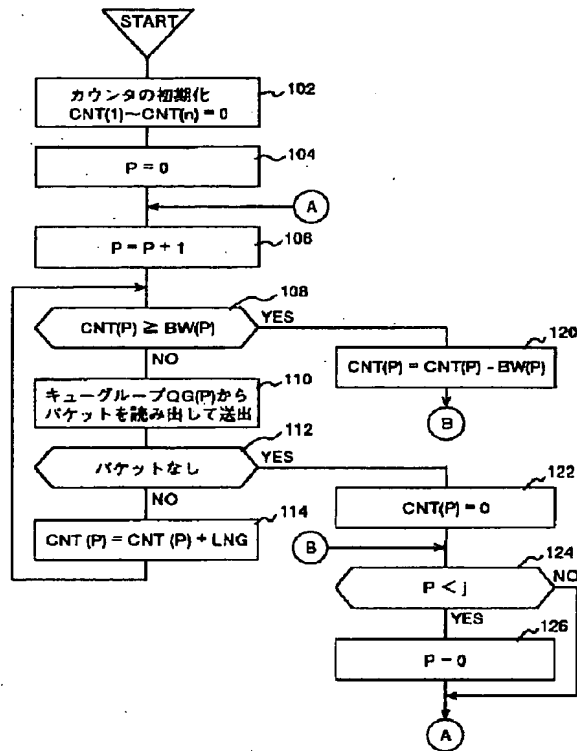 START
カウンタの初期化
CNT(1)～CNT(n) = 0
102
P = 0
104
A
P = P + 1
106
108
CNT(P) ≧ BW(P)
YES
NO
120
CNT(P) = CNT(P) - BW(P)
B
110
キューグループQG(P)から
パケットを読み出して送出
112
パケットなし
YES
NO
122
CNT(P) = 0
114
CNT (P) = CNT (P) + LNG
B
124
P < j
NO
YES
126
P = 0
A